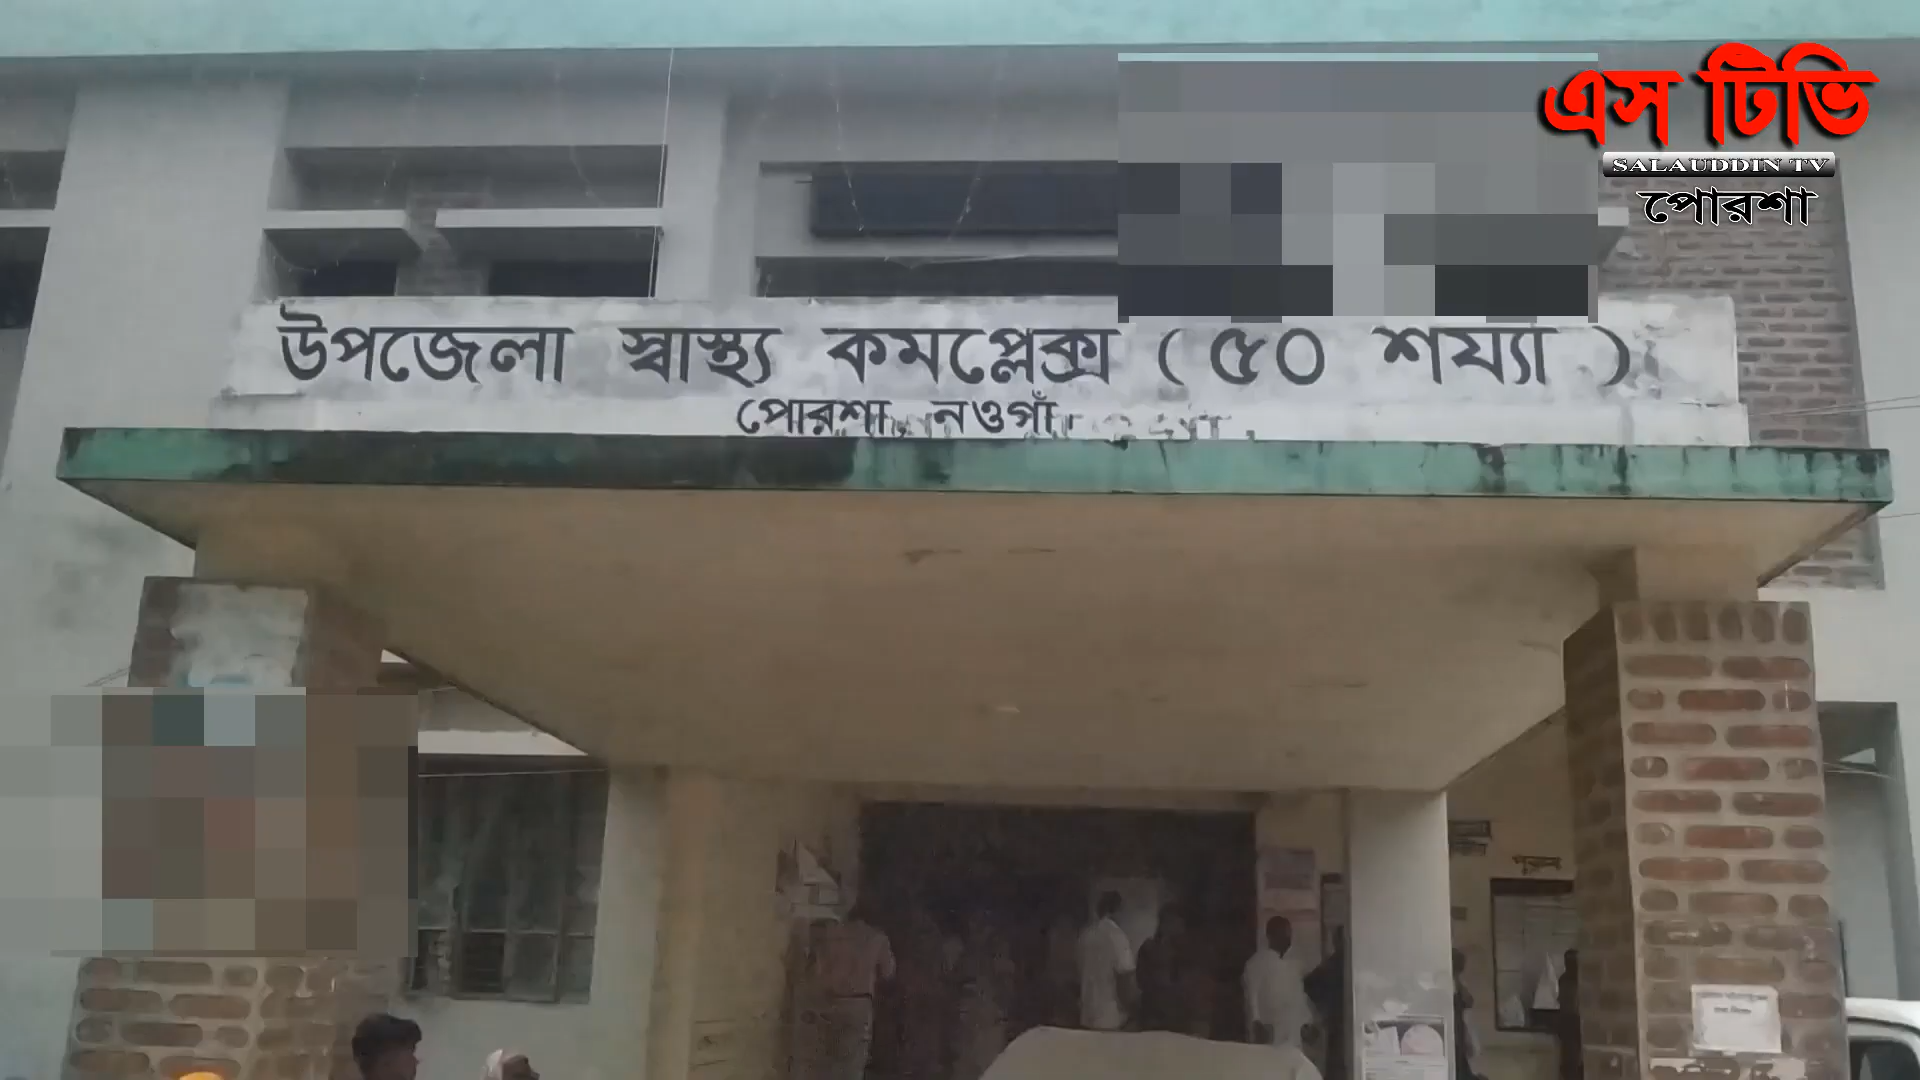 এস টিভি
SALAUDDIN TV
পোরশা
উপজেলা স্বাস্থ্য কমপ্লেক্স ( ৫০ শয্যা )
পোরশা, নওগাঁ।